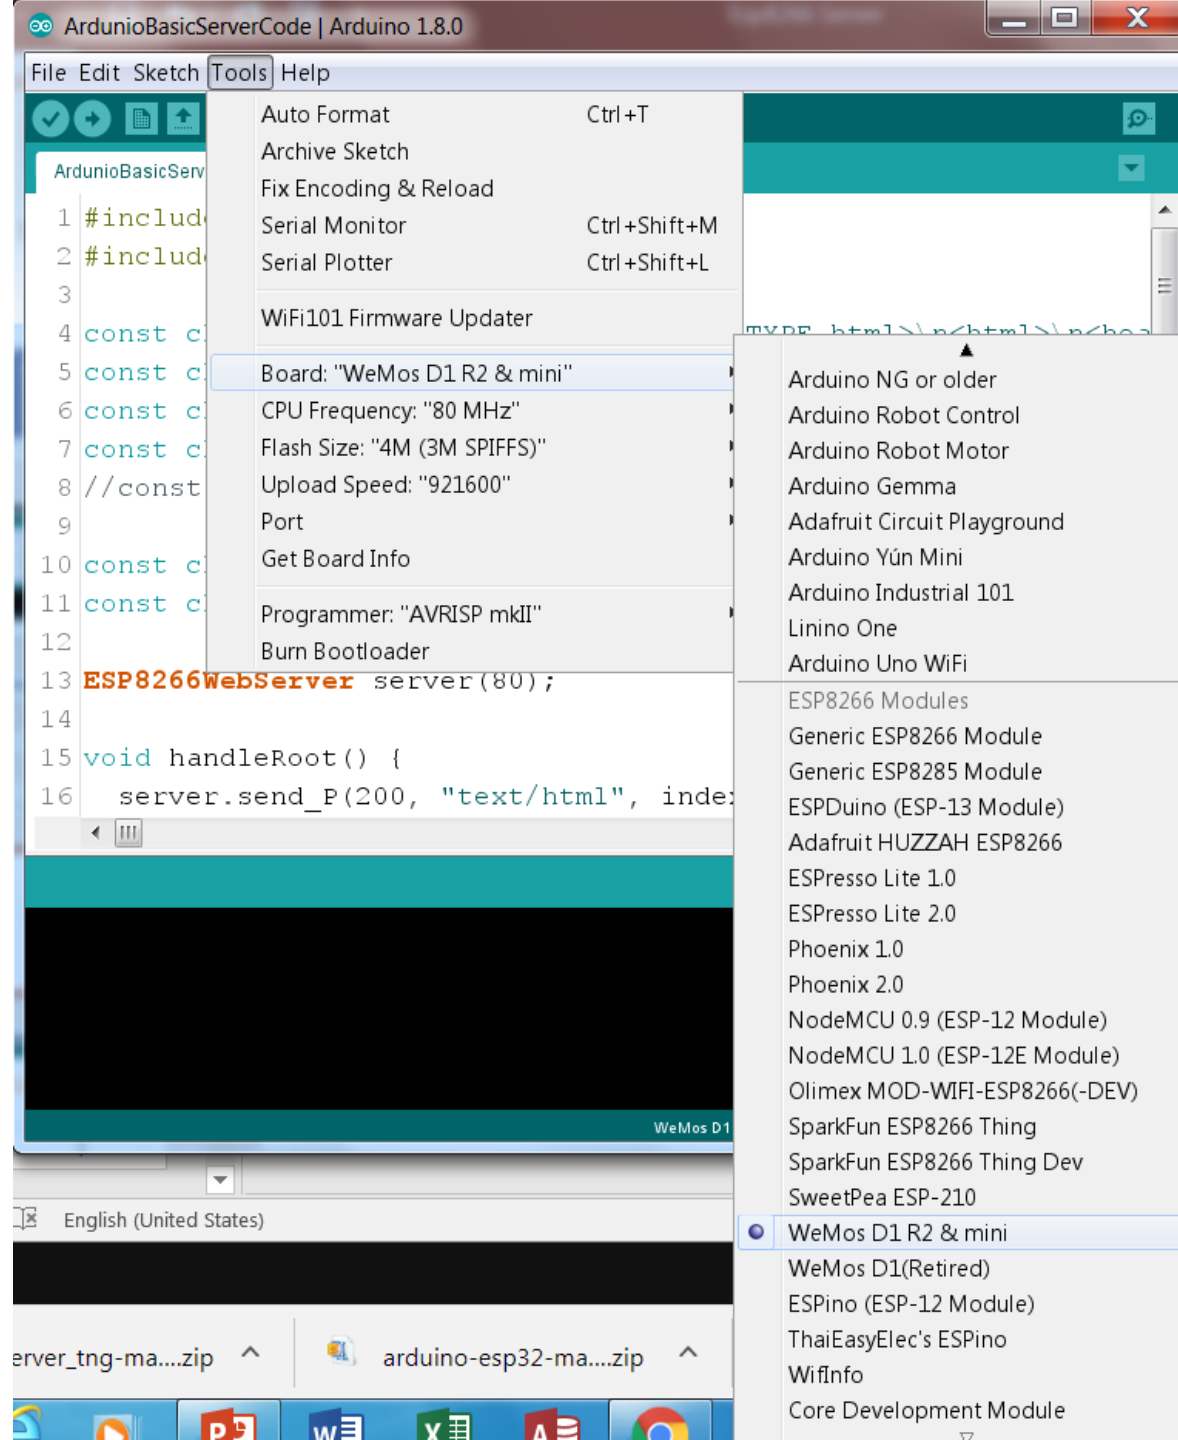 ArdunioBasicServerCode | Arduino 1.8.0
File Edit Sketch Tools Help
ArdunioBasicServ
Auto Format Ctrl+T
Archive Sketch
Fix Encoding & Reload
Serial Monitor Ctrl+Shift+M
Serial Plotter Ctrl+Shift+L
WiFi101 Firmware Updater
Board: "WeMos D1 R2 & mini"
CPU Frequency: "80 MHz"
Flash Size: "4M (3M SPIFFS)"
Upload Speed: "921600"
Port
Get Board Info
Programmer: "AVRISP mkII"
Burn Bootloader
1 #includ
2 #includ
3
4 const c TYPE html>\n<html>\n<hea
5 const c
6 const c
7 const c
8 //const
9
10 const c
11 const c
12
13 ESP8266WebServer server(80);
14
15 void handleRoot() {
16 server.send_P(200, "text/html", inde
WeMos D1
Arduino NG or older
Arduino Robot Control
Arduino Robot Motor
Arduino Gemma
Adafruit Circuit Playground
Arduino Yún Mini
Arduino Industrial 101
Linino One
Arduino Uno WiFi
ESP8266 Modules
Generic ESP8266 Module
Generic ESP8285 Module
ESPDuino (ESP-13 Module)
Adafruit HUZZAH ESP8266
ESPresso Lite 1.0
ESPresso Lite 2.0
Phoenix 1.0
Phoenix 2.0
NodeMCU 0.9 (ESP-12 Module)
NodeMCU 1.0 (ESP-12E Module)
Olimex MOD-WIFI-ESP8266(-DEV)
SparkFun ESP8266 Thing
SparkFun ESP8266 Thing Dev
SweetPea ESP-210
WeMos D1 R2 & mini
WeMos D1(Retired)
ESPino (ESP-12 Module)
ThaiEasyElec's ESPino
WifInfo
Core Development Module
English (United States)
erver_tng-ma....zip
arduino-esp32-ma....zip